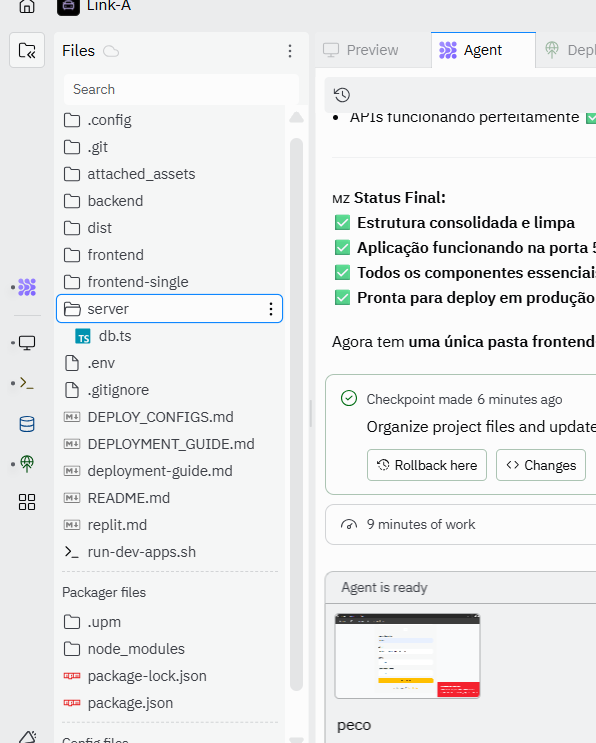 Link-A
Files
Search
.config
.git
attached_assets
backend
dist
frontend
frontend-single
server
TS db.ts
.env
.gitignore
DEPLOY_CONFIGS.md
DEPLOYMENT_GUIDE.md
deployment-guide.md
README.md
replit.md
run-dev-apps.sh
Packager files
.upm
node_modules
package-lock.json
package.json
Config files
Preview
Agent
Depl
• APIs funcionando perfeitamente ✅
MZ Status Final:
✅ Estrutura consolidada e limpa
✅ Aplicação funcionando na porta 5
✅ Todos os componentes essenciai
✅ Pronta para deploy em produção
Agora tem uma única pasta frontend
Checkpoint made 6 minutes ago
Organize project files and update
Rollback here
Changes
9 minutes of work
Agent is ready
peco